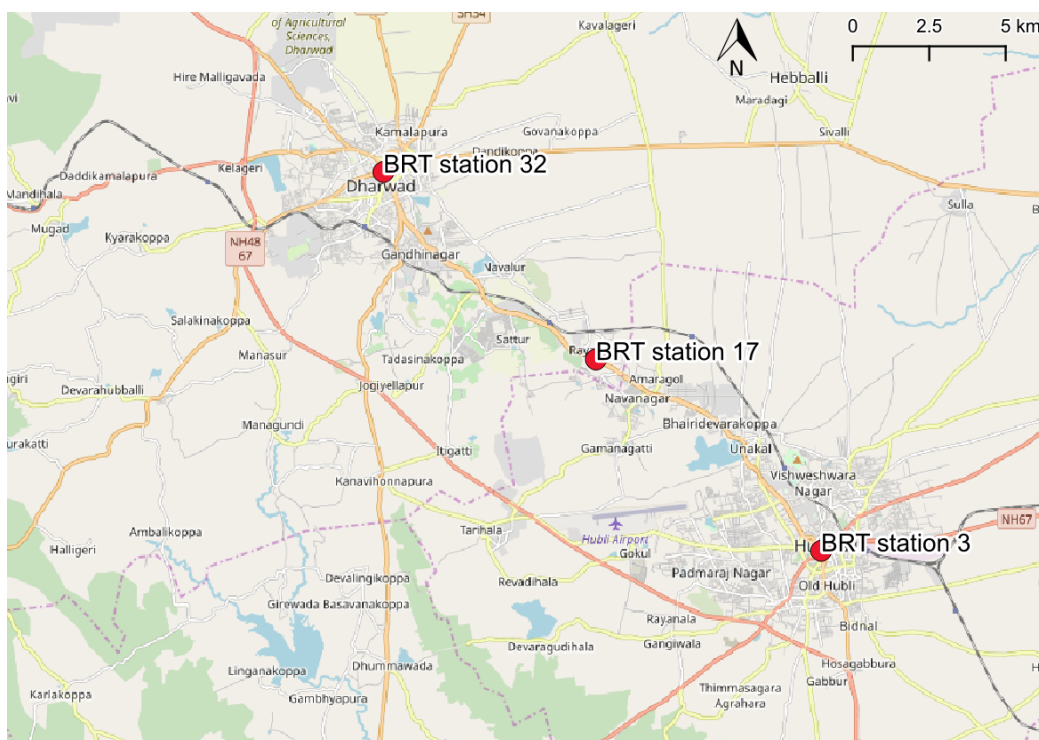 of Agricultural
Sciences,
Dharwad
SH34
Kavalageri
0 2.5 5 km
N
Hire Malligavada
Hebballi
Maradagi
Kamalapura
Govanakoppa
Sivalli
Dandikoppa
Kelageri
BRT station 32
Daddikamalapura
Dharwad
Mandihala
Mugad
Kyarakoppa
Sulla
NH48
67
Gandhinagar
Navalur
Salakinakoppa
Sattur
Manasur
Tadasinakoppa
BRT station 17
Amaragol
Devarahubballi
Jogiyellapur
Navanagar
Managundi
Bhairidevarakoppa
Itigatti
Gamanagatti
Unakal
Kanavihonnapura
Vishweshwara
Nagar
Ambalikoppa
Tarihala
NH67
Halligeri
Hubli Airport
BRT station 3
Gokul
Devalingikoppa
Revadihala
Padmaraj Nagar
Old Hubli
Girewada Basavanakoppa
Rayanala
Bidnal
Devaragudihala
Gangiwala
Linganakoppa
Dhummawada
Hosagabbura
Karlakoppa
Gambhyapura
Thimmasagara
Agrahara
Gabbur